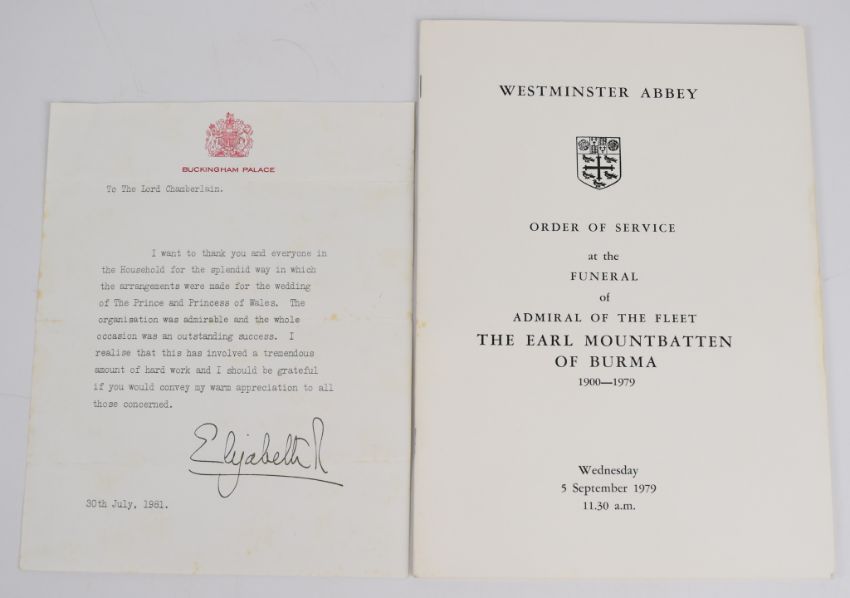 BUCKINGHAM PALACE
To The Lord Chamberlain.
I want to thank you and everyone in
the Household for the splendid way in which
the arrangements were made for the wedding
of The Prince and Princess of Wales. The
organisation was admirable and the whole
occasion was an outstanding success. I
realise that this has involved a tremendous
amount of hard work and I should be grateful
if you would convey my warm appreciation to all
those concerned.
Elizabeth R
30th July, 1981.
WESTMINSTER ABBEY
ORDER OF SERVICE
at the
FUNERAL
of
ADMIRAL OF THE FLEET
THE EARL MOUNTBATTEN
OF BURMA
1900—1979
Wednesday
5 September 1979
11.30 a.m.